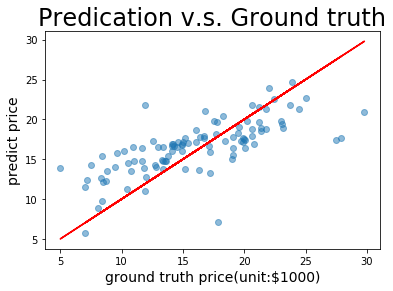 Predication v.s. Ground truth
30
25
20
15
10
5
predict price
5 10 15 20 25 30
ground truth price(unit:$1000)